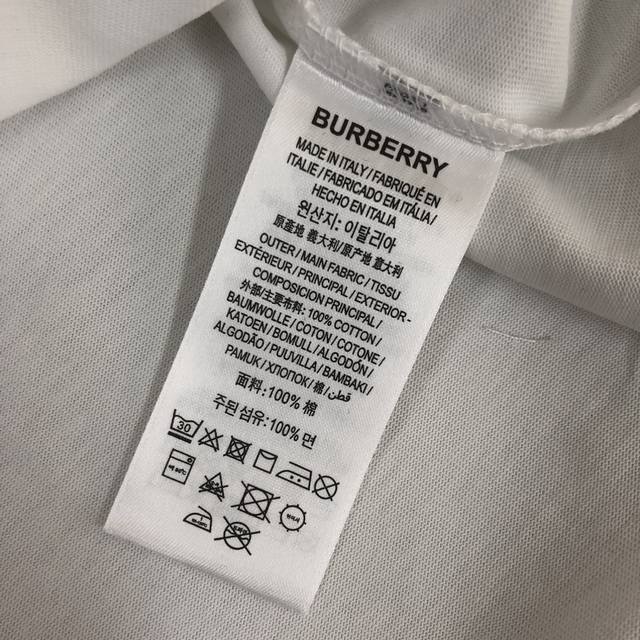 BURBERRY
MADE IN ITALY / FABRIQUÉ EN
ITALIE / FABRICADO EM ITÁLIA /
HECHO EN ITALIA
원산지: 이탈리아
原産地 義大利/原产地 意大利
OUTER / MAIN FABRIC / TISSU
EXTÉRIEUR / PRINCIPAL / EXTERIOR -
COMPOSICION PRINCIPAL /
外部/主要布料: 100% COTTON /
BAUMWOLLE / COTON / COTONE /
KATOEN / BOMULL / ALGODÓN /
ALGODÃO / PUUVILLA / BAMBAKI /
PAMUK / ХЛОПОК / 棉 / قطن /
面料: 100% 棉
주된 섬유: 100% 면
30